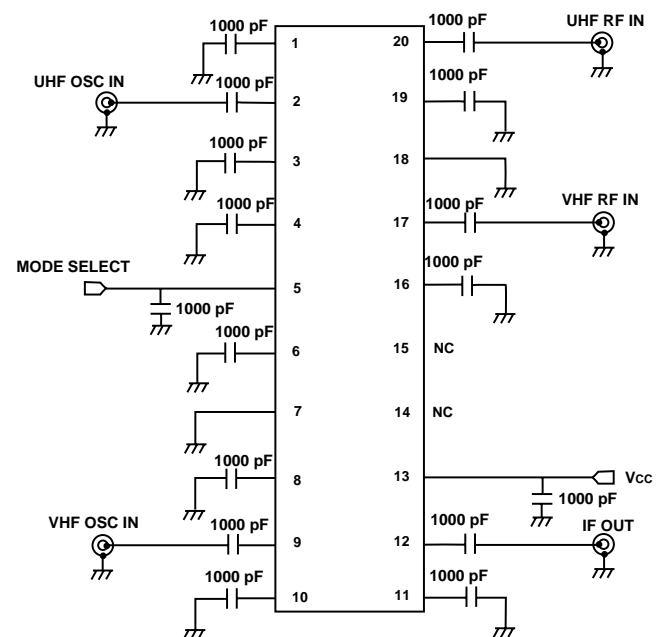 1000 pF
1
20
1000 pF
UHF RF IN
UHF OSC IN
1000 pF
2
19
1000 pF
1000 pF
3
18
1000 pF
4
17
1000 pF
VHF RF IN
MODE SELECT
5
16
1000 pF
1000 pF
1000 pF
6
15
NC
7
14
NC
1000 pF
8
13
VCC
1000 pF
VHF OSC IN
1000 pF
9
12
1000 pF
IF OUT
1000 pF
10
11
1000 pF